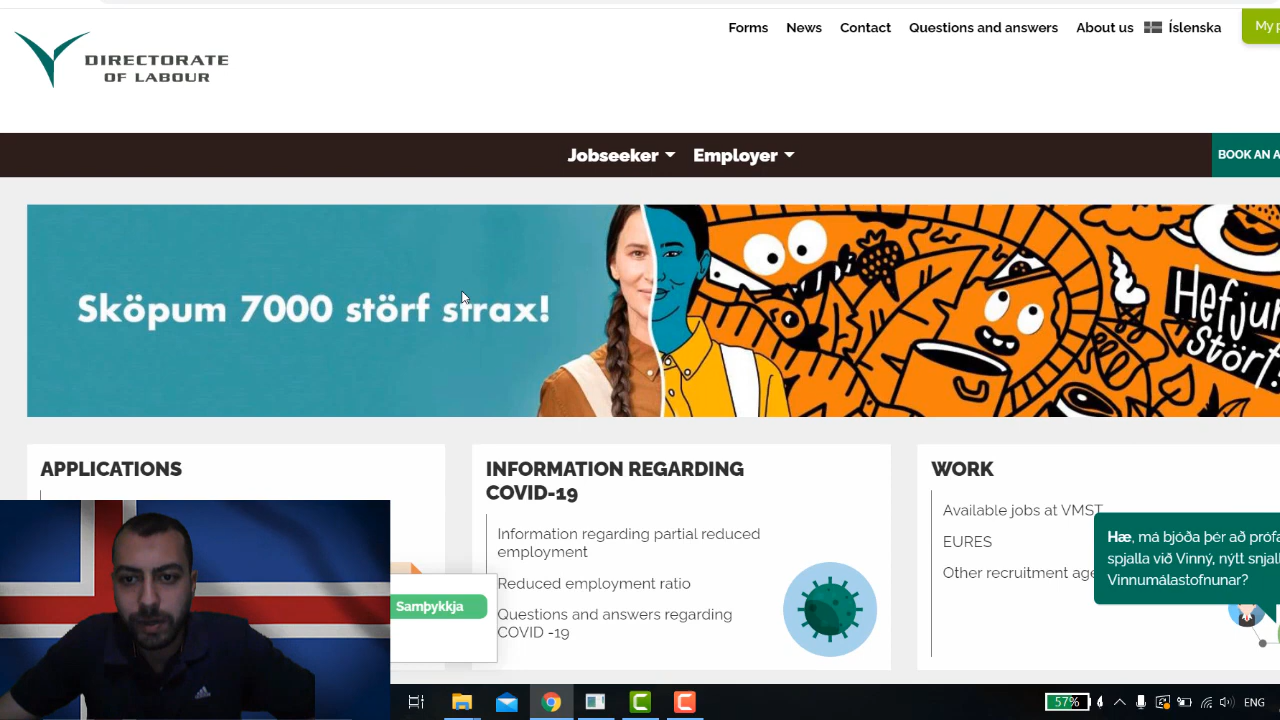 Forms News Contact Questions and answers About us Íslenska My
DIRECTORATE
OF LABOUR
Jobseeker Employer BOOK AN A
Sköpum 7000 störf strax!
Hefjum
störf!
APPLICATIONS
INFORMATION REGARDING
COVID-19
Information regarding partial reduced
employment
Reduced employment ratio
Questions and answers regarding
COVID -19
WORK
Available jobs at VMST
EURES
Other recruitment age
Hæ, má bjóða þér að prófa
spjalla við Vinný, nýtt snjall
Vinnumálastofnunar?
Samþykkja
57%
ENG